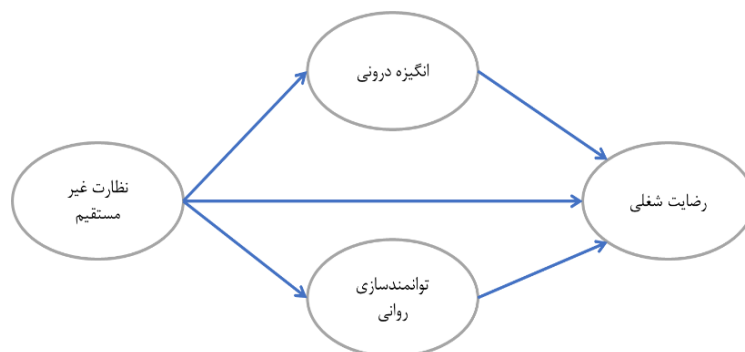 انگیزه درونی
نظارت غیر
مستقیم
رضایت شغلی
توانمندسازی
روانی